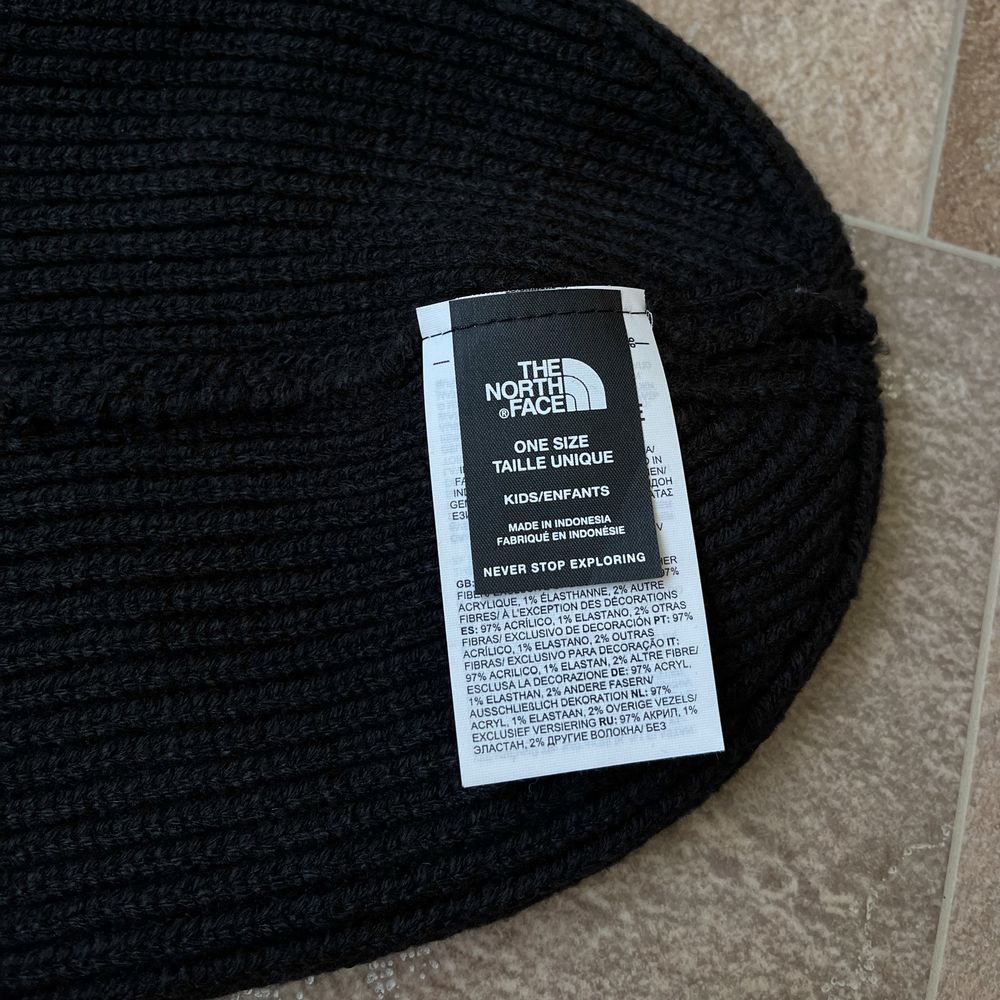 THE
NORTH
®FACE
ONE SIZE
TAILLE UNIQUE
KIDS/ENFANTS
MADE IN INDONESIA
FABRIQUÉ EN INDONÉSIE
NEVER STOP EXPLORING
GB:
97%
ACRYLIQUE, 1% ÉLASTHANNE, 2% AUTRE
FIBRES/ À L'EXCEPTION DES DÉCORATIONS
ES: 97% ACRÍLICO, 1% ELASTANO, 2% OTRAS
FIBRAS/ EXCLUSIVO DE DECORACIÓN PT: 97%
ACRÍLICO, 1% ELASTANO, 2% OUTRAS
FIBRAS/ EXCLUSIVO PARA DECORAÇÃO IT:
97% ACRILICO, 1% ELASTAN, 2% ALTRE FIBRE/
ESCLUSA LA DECORAZIONE DE: 97% ACRYL,
1% ELASTHAN, 2% ANDERE FASERN/
AUSSCHLIEßLICH DEKORATION NL: 97%
ACRYL, 1% ELASTAAN, 2% OVERIGE VEZELS/
EXCLUSIEF VERSIERING RU: 97% АКРИЛ, 1%
ЭЛАСТАН, 2% ДРУГИЕ ВОЛОКНА/ БЕЗ